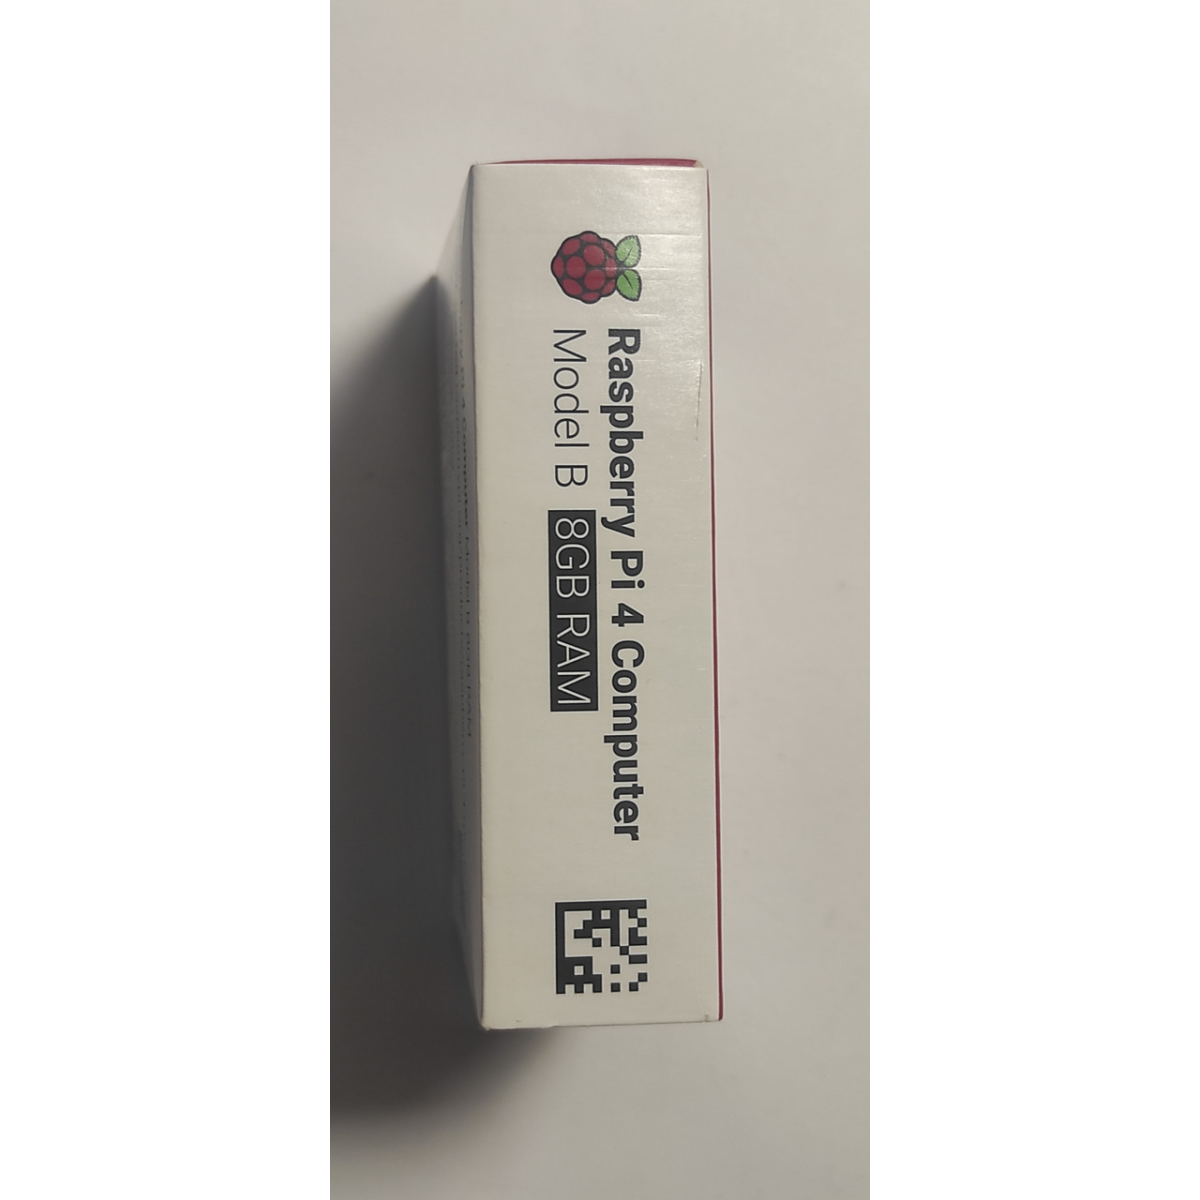 Raspberry Pi 4 Computer
Model B 8GB RAM